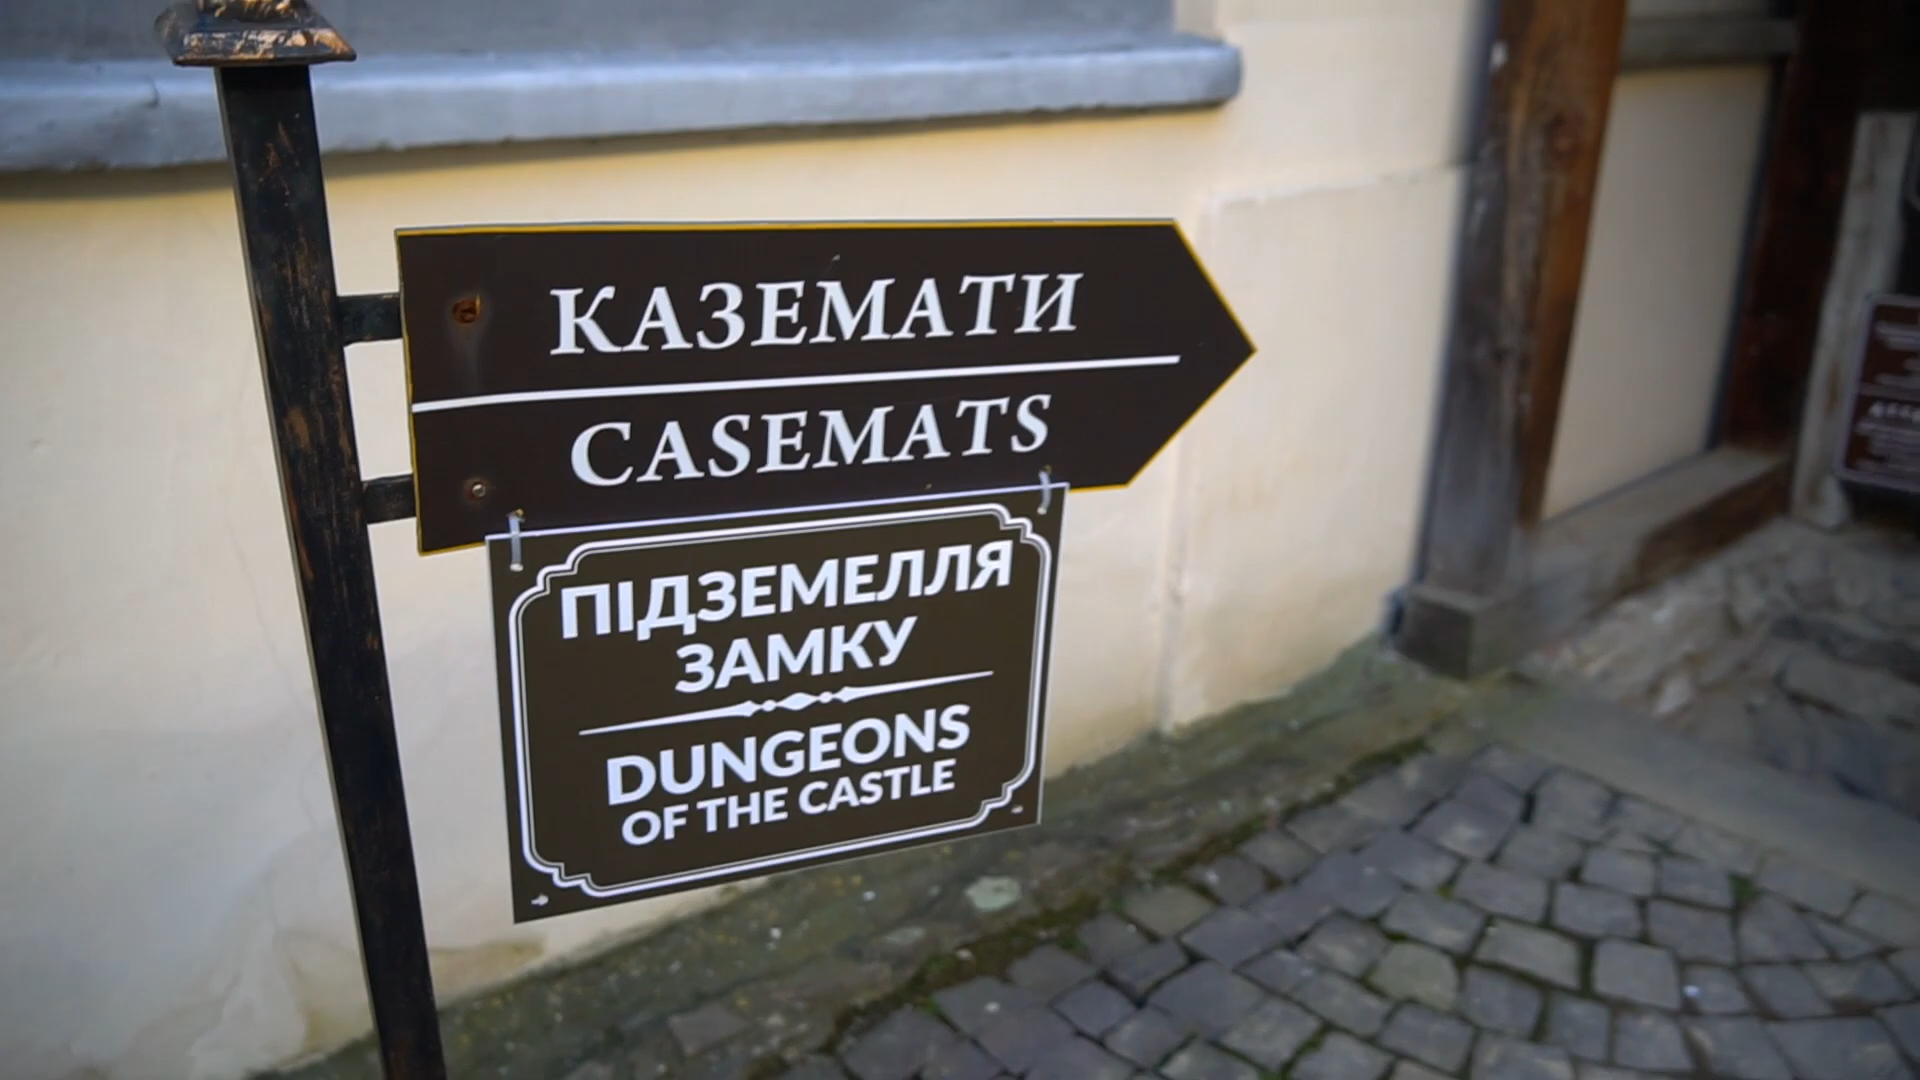 КАЗЕМАТИ
CASEMATS
ПІДЗЕМЕЛЛЯ
ЗАМКУ
DUNGEONS
OF THE CASTLE